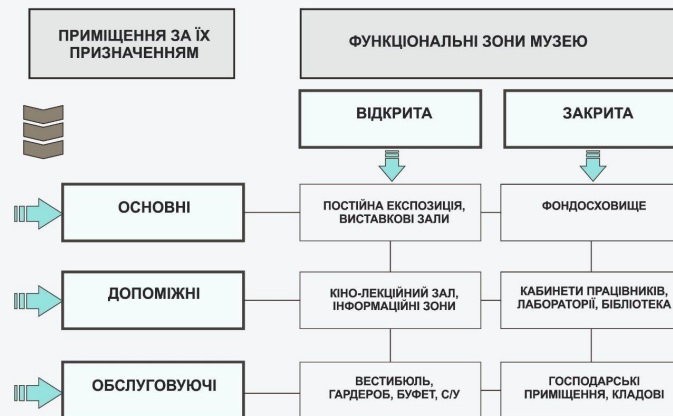 ПРИМІЩЕННЯ ЗА ЇХ
ПРИЗНАЧЕННЯМ
ФУНКЦІОНАЛЬНІ ЗОНИ МУЗЕЮ
ВІДКРИТА
ЗАКРИТА
ОСНОВНІ
ПОСТІЙНА ЕКСПОЗИЦІЯ,
ВИСТАВКОВІ ЗАЛИ
ФОНДОСХОВИЩЕ
ДОПОМІЖНІ
КІНО-ЛЕКЦІЙНИЙ ЗАЛ,
ІНФОРМАЦІЙНІ ЗОНИ
КАБИНЕТИ ПРАЦІВНИКІВ,
ЛАБОРАТОРІЇ, БІБЛІОТЕКА
ОБСЛУГОВУЮЧІ
ВЕСТИБЮЛЬ,
ГАРДЕРОБ, БУФЕТ, С/У
ГОСПОДАРСЬКІ
ПРИМІЩЕННЯ, КЛАДОВІ